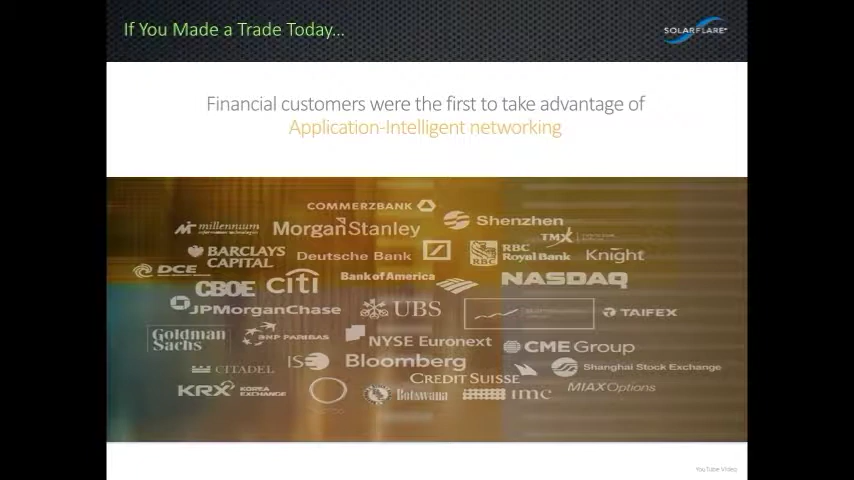 If You Made a Trade Today...
SOLARFLARE
Financial customers were the first to take advantage of
Application-Intelligent networking
COMMERZBANK
millennium
MorganStanley
Shenzhen
TMX
BARCLAYS
CAPITAL
Deutsche Bank
RBC
RBC
Royal Bank
Knight
DCE
CBOE
citi
Bank of America
NASDAQ
JPMorganChase
UBS
TAIFEX
Goldman
Sachs
BNP PARIBAS
NYSE Euronext
CME Group
CITADEL
ISE
Bloomberg
CREDIT SUISSE
Shanghai Stock Exchange
KRX KOREA
EXCHANGE
Botswana
imc
MIAX Options
YouTube Video